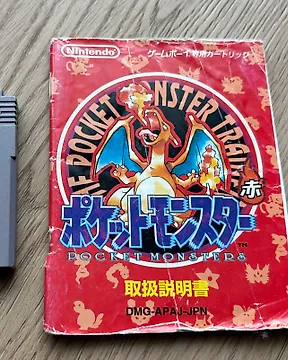 Nintendo
ゲームボーイ専用カートリッジ
THE POCKET MONSTER TRAINER
赤
ポケットモンスター
TM
POCKET MONSTERS
取扱説明書
DMG-APAJ-JPN